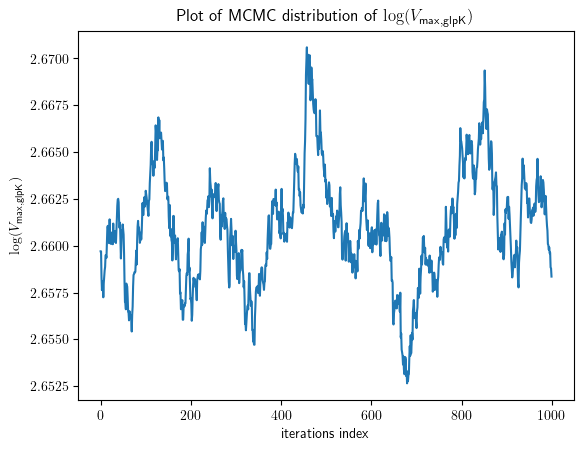 Plot of MCMC distribution of log(V_max,glpK)
log(V_max,glpK)
2.6700
2.6675
2.6650
2.6625
2.6600
2.6575
2.6550
2.6525
0 200 400 600 800 1000
iterations index